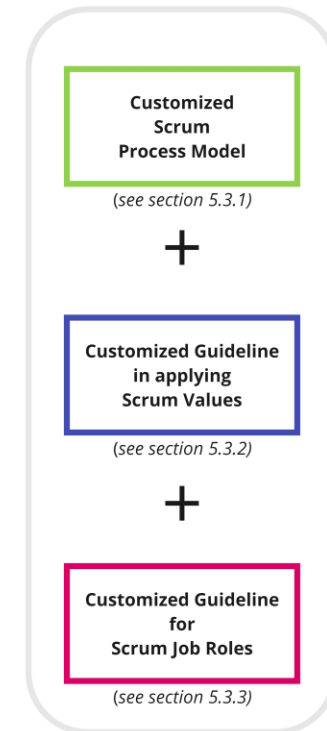 Customized
Scrum
Process Model
(see section 5.3.1)
+
Customized Guideline
in applying
Scrum Values
(see section 5.3.2)
+
Customized Guideline
for
Scrum Job Roles
(see section 5.3.3)